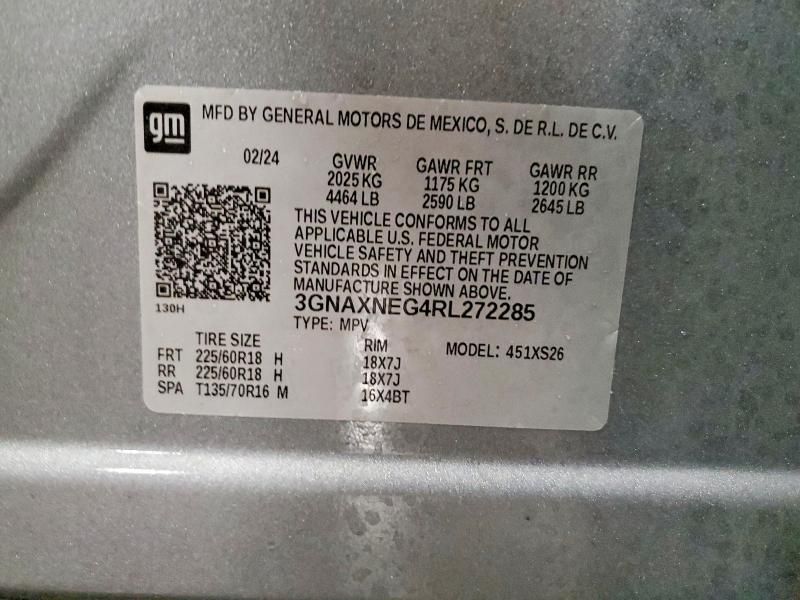 gm
MFD BY GENERAL MOTORS DE MEXICO, S. DE R.L. DE C.V.
02/24 GVWR GAWR FRT GAWR RR
2025 KG 1175 KG 1200 KG
4464 LB 2590 LB 2645 LB
THIS VEHICLE CONFORMS TO ALL
APPLICABLE U.S. FEDERAL MOTOR
VEHICLE SAFETY AND THEFT PREVENTION
STANDARDS IN EFFECT ON THE DATE OF
MANUFACTURE SHOWN ABOVE.
130H
3GNAXNEG4RL272285
TYPE: MPV
TIRE SIZE RIM MODEL: 451XS26
FRT 225/60R18 H 18X7J
RR 225/60R18 H 18X7J
SPA T135/70R16 M 16X4BT